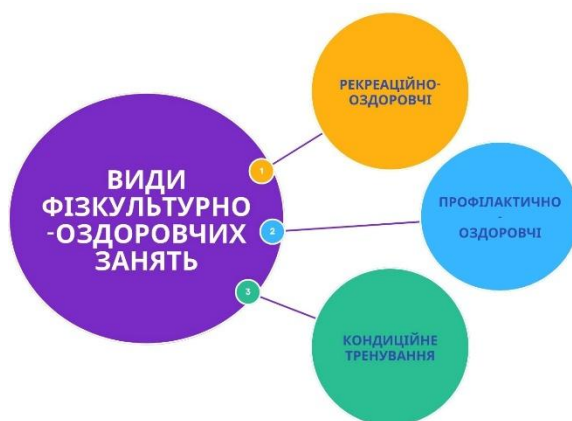 ВИДИ
ФІЗКУЛЬТУРНО
-ОЗДОРОВЧИХ
ЗАНЯТЬ
1
РЕКРЕАЦІЙНО-
ОЗДОРОВЧІ
2
ПРОФІЛАКТИЧНО
-
ОЗДОРОВЧІ
3
КОНДИЦІЙНЕ
ТРЕНУВАННЯ